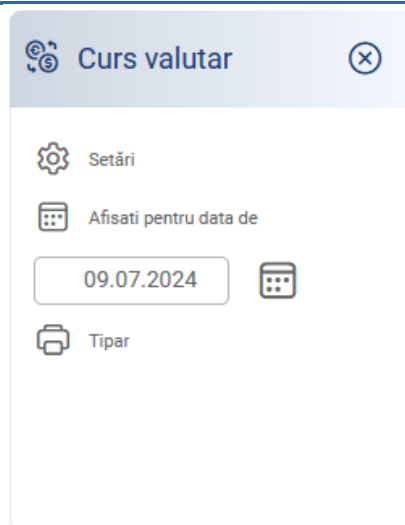 Curs valutar
Setări
Afisati pentru data de
09.07.2024
Tipar